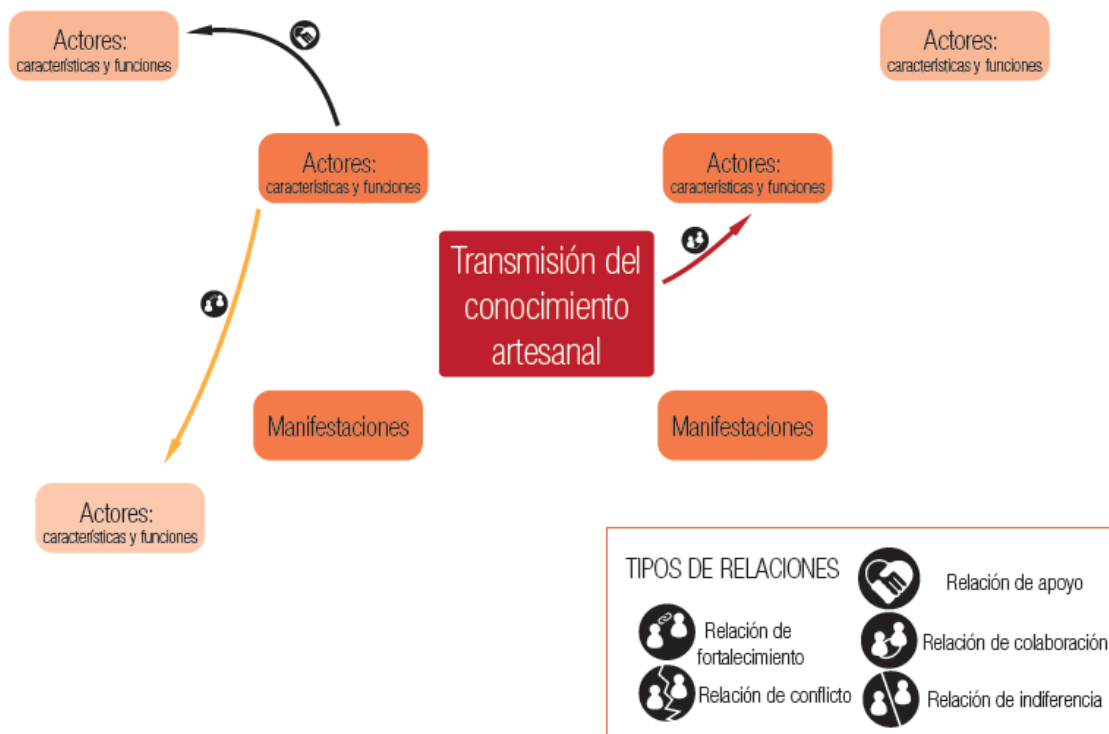 Actores:
características y funciones
Actores:
características y funciones
Actores:
características y funciones
Actores:
características y funciones
Transmisión del
conocimiento
artesanal
Manifestaciones
Manifestaciones
Actores:
características y funciones
TIPOS DE RELACIONES
Relación de
fortalecimiento
Relación de conflicto
Relación de apoyo
Relación de colaboración
Relación de indiferencia